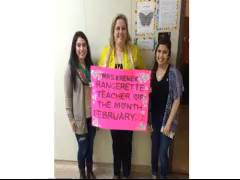 MRS. KRENEK
RANGERETTE
TEACHER OF
THE MONTH
FEBRUARY